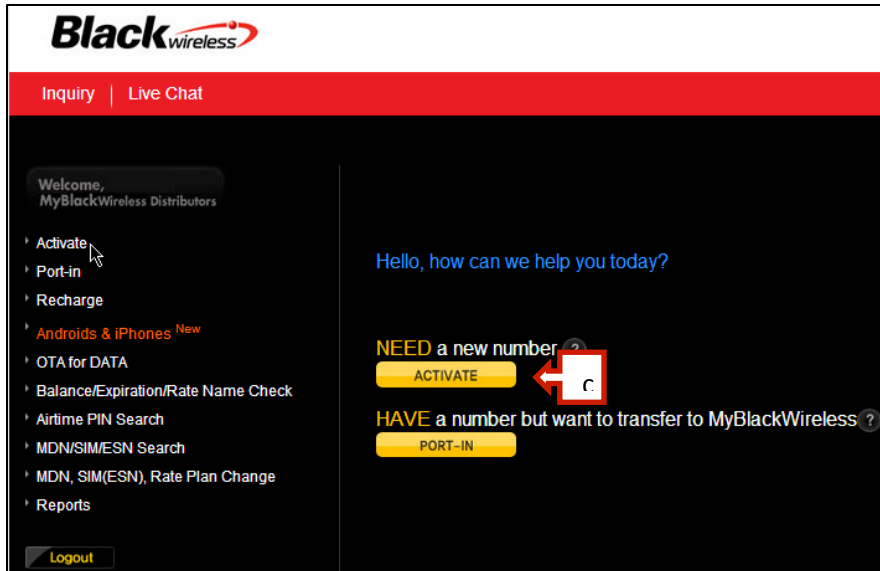 Black wireless
Inquiry | Live Chat
Welcome,
MyBlackWireless Distributors
Activate
Port-in
Recharge
Androids & iPhones New
OTA for DATA
Balance/Expiration/Rate Name Check
Airtime PIN Search
MDN/SIM/ESN Search
MDN, SIM(ESN), Rate Plan Change
Reports
Logout
Hello, how can we help you today?
NEED a new number ?
ACTIVATE
c
HAVE a number but want to transfer to MyBlackWireless ?
PORT-IN